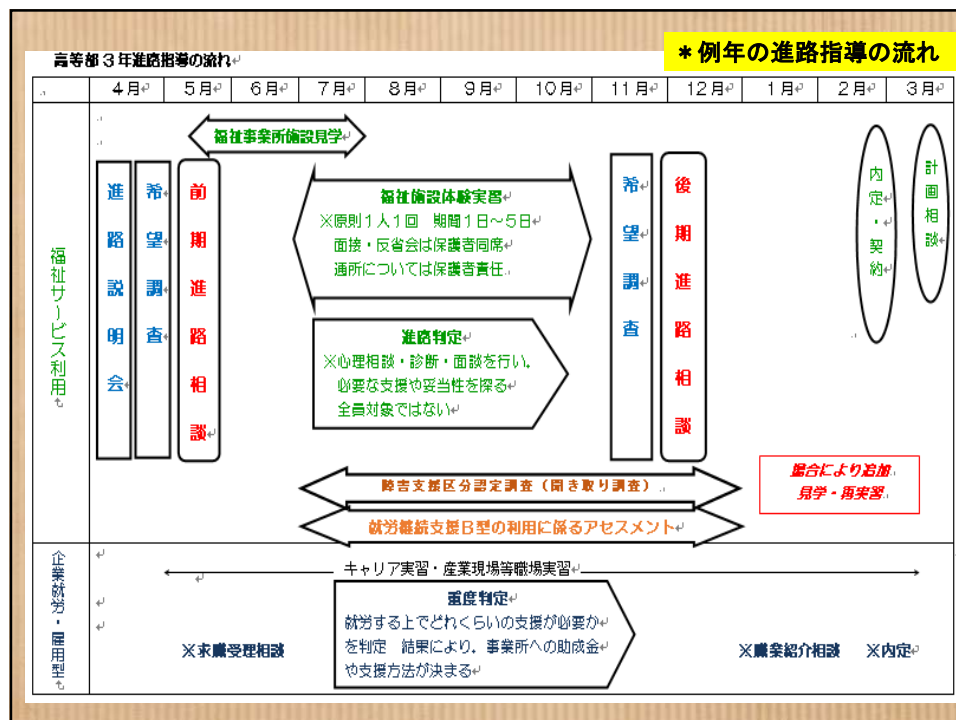 ＊例年の進路指導の流れ
高等部３年進路指導の流れ
４月 ５月 ６月 ７月 ８月 ９月 １０月 １１月 １２月 １月 ２月 ３月
福祉サービス利用
進路説明会
希望調査
前期進路相談
福祉事業所施設見学
福祉施設体験実習
※原則１人１回　期間１日～５日
面接・反省会は保護者同席
通所については保護者責任
進路判定
※心理相談・診断・面談を行い、
必要な支援や妥当性を探る
全員対象ではない
希望調査
後期進路相談
内定・契約
計画相談
障害支援区分認定調査（聞き取り調査）
就労継続支援Ｂ型の利用に係るアセスメント
場合により追加
見学・再実習
企業就労・雇用型
キャリア実習・産業現場等職場実習
重度判定
就労する上でどれくらいの支援が必要か
を判定　結果により、事業所への助成金
や支援方法が決まる
※求職受理相談
※職業紹介相談
※内定